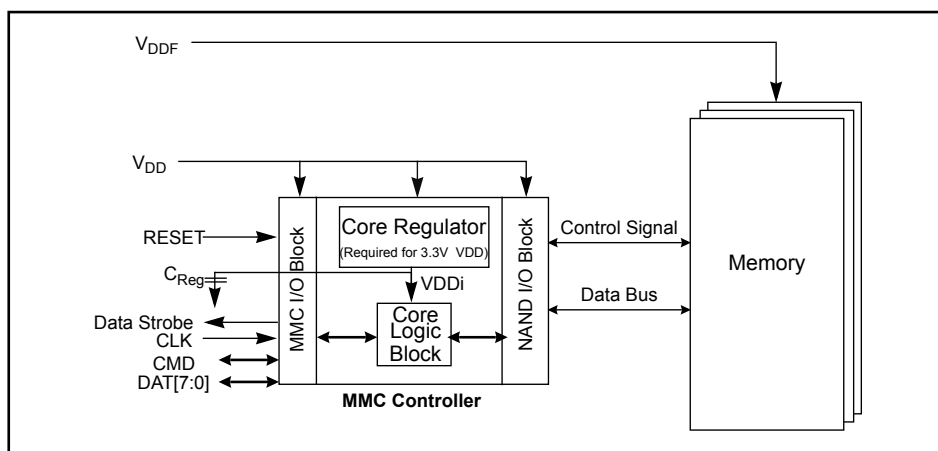 VDDF
VDD
RESET
CReg
Data Strobe
CLK
CMD
DAT[7:0]
MMC I/O Block
Core Regulator
(Required for 3.3V VDD)
VDDi
Core
Logic
Block
NAND I/O Block
MMC Controller
Control Signal
Data Bus
Memory